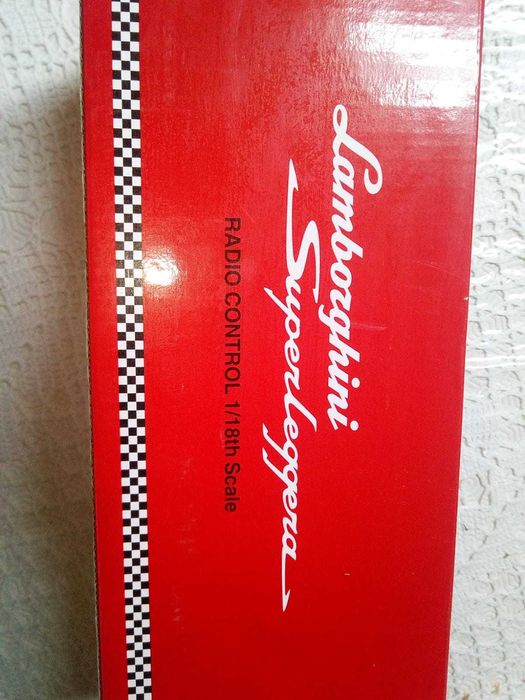 Lamborghini
Superleggera
RADIO CONTROL 1/18th Scale